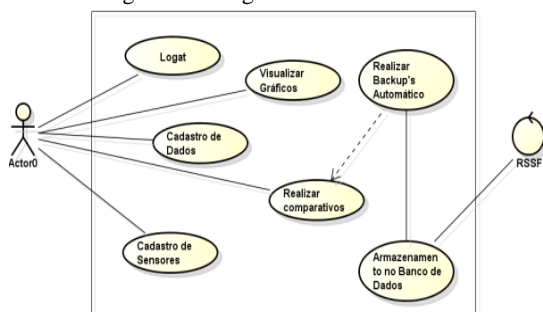 Logat
Visualizar
Gráficos
Realizar
Backup's
Automático
Actor0
Cadastro de
Dados
RSSF
Realizar
comparativos
Cadastro de
Sensores
Armazenamen
to no Banco de
Dados